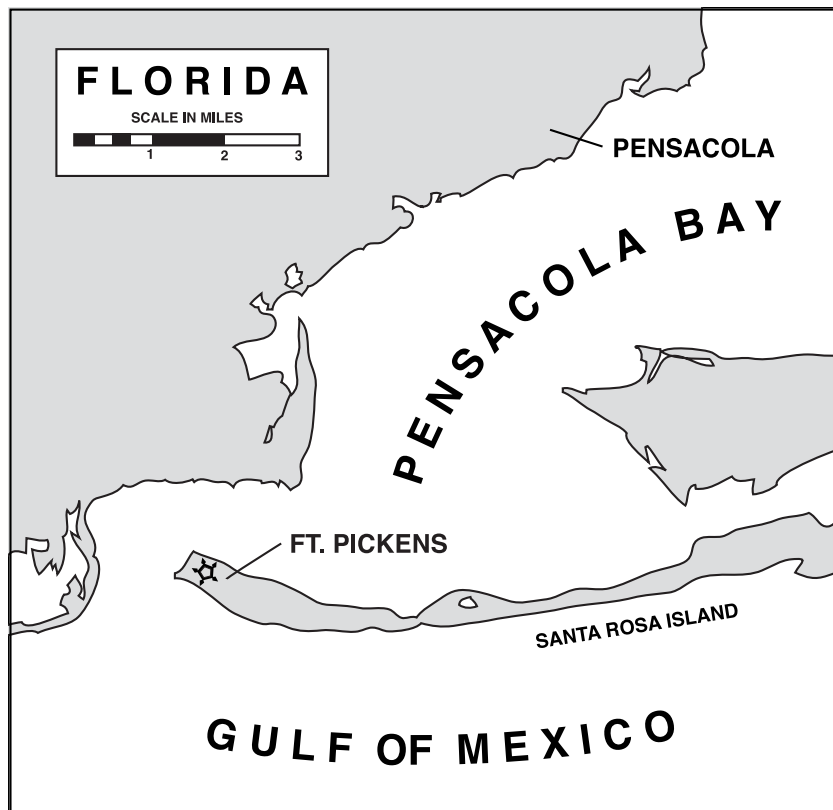 FLORIDA
SCALE IN MILES
1 2 3
PENSACOLA
PENSACOLA BAY
FT. PICKENS
SANTA ROSA ISLAND
GULF OF MEXICO